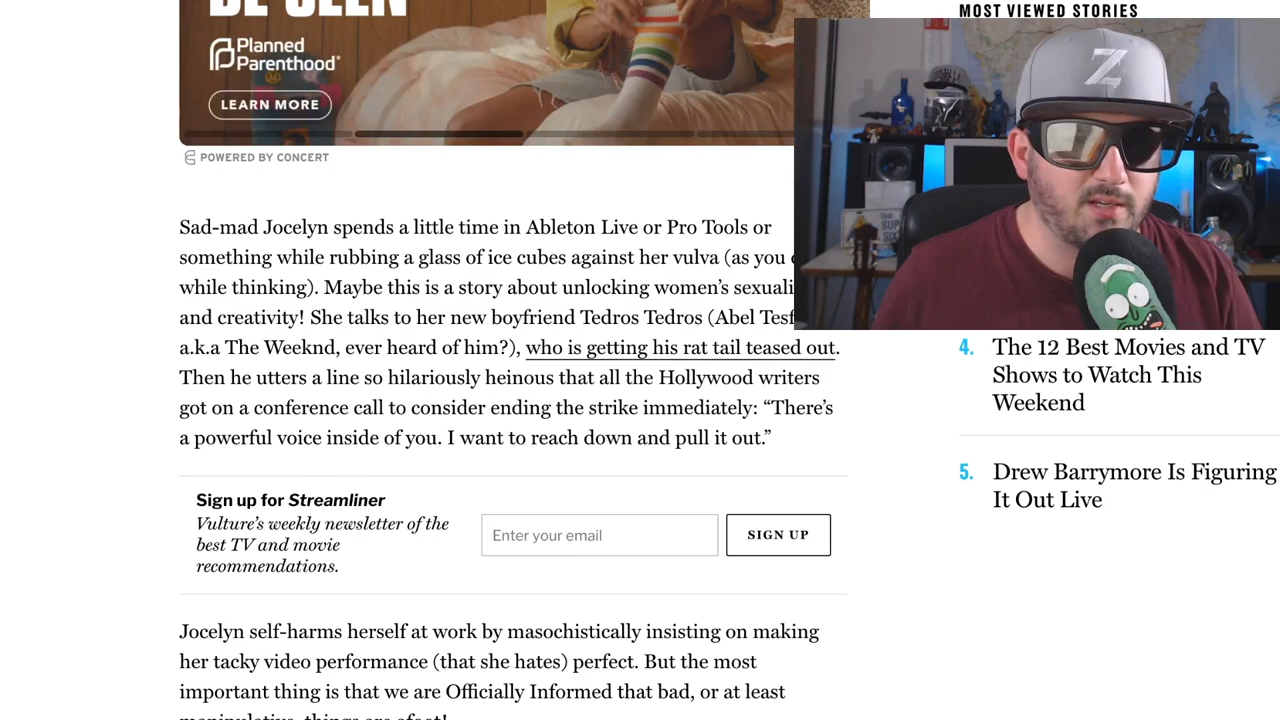 BE SEEN
Planned
Parenthood®
LEARN MORE
POWERED BY CONCERT
MOST VIEWED STORIES
Sad-mad Jocelyn spends a little time in Ableton Live or Pro Tools or
something while rubbing a glass of ice cubes against her vulva (as you
while thinking). Maybe this is a story about unlocking women’s
and creativity! She talks to her new boyfriend Tedros Tedros (Abel
a.k.a The Weeknd, ever heard of him?), who is getting his rat tail teased out.
Then he utters a line so hilariously heinous that all the Hollywood writers
got on a conference call to consider ending the strike immediately: “There’s
a powerful voice inside of you. I want to reach down and pull it out.”
Sign up for Streamliner
Vulture’s weekly newsletter of the
best TV and movie
recommendations.
Enter your email
SIGN UP
Jocelyn self-harms herself at work by masochistically insisting on making
her tacky video performance (that she hates) perfect. But the most
important thing is that we are Officially Informed that bad, or at least
manipulative, things are afoot!
Z
4. The 12 Best Movies and TV
Shows to Watch This
Weekend
5. Drew Barrymore Is Figuring
It Out Live